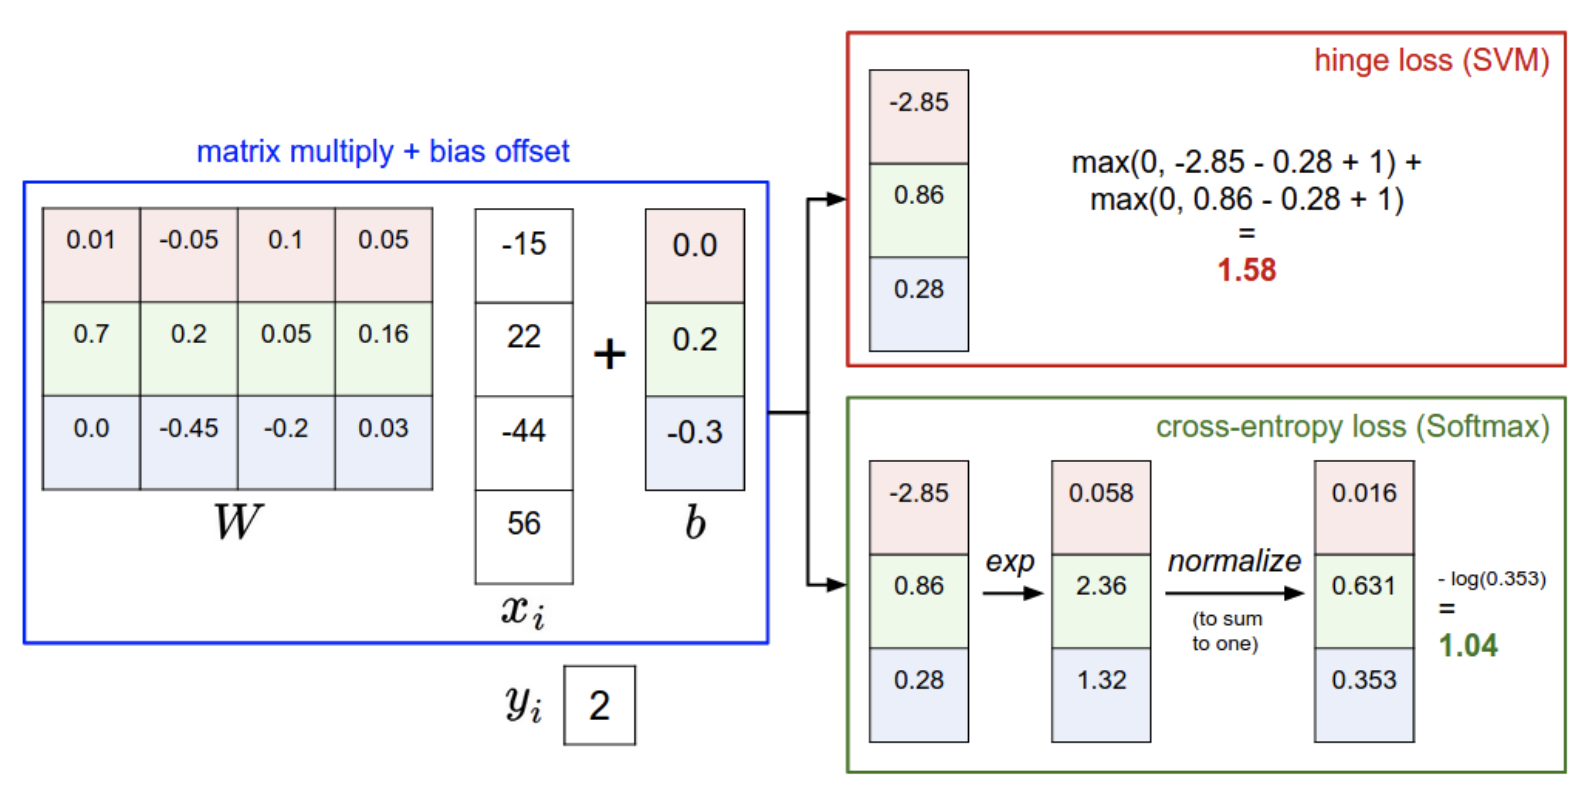 matrix multiply + bias offset
0.01 -0.05 0.1 0.05
0.7 0.2 0.05 0.16
0.0 -0.45 -0.2 0.03
W
-15
22
-44
56
x_i
+
0.0
0.2
-0.3
b
y_i 2
hinge loss (SVM)
-2.85
0.86
0.28
max(0, -2.85 - 0.28 + 1) +
max(0, 0.86 - 0.28 + 1)
=
1.58
cross-entropy loss (Softmax)
-2.85
0.86
0.28
exp
0.058
2.36
1.32
normalize
(to sum
to one)
0.016
0.631
0.353
- log(0.353)
=
1.04